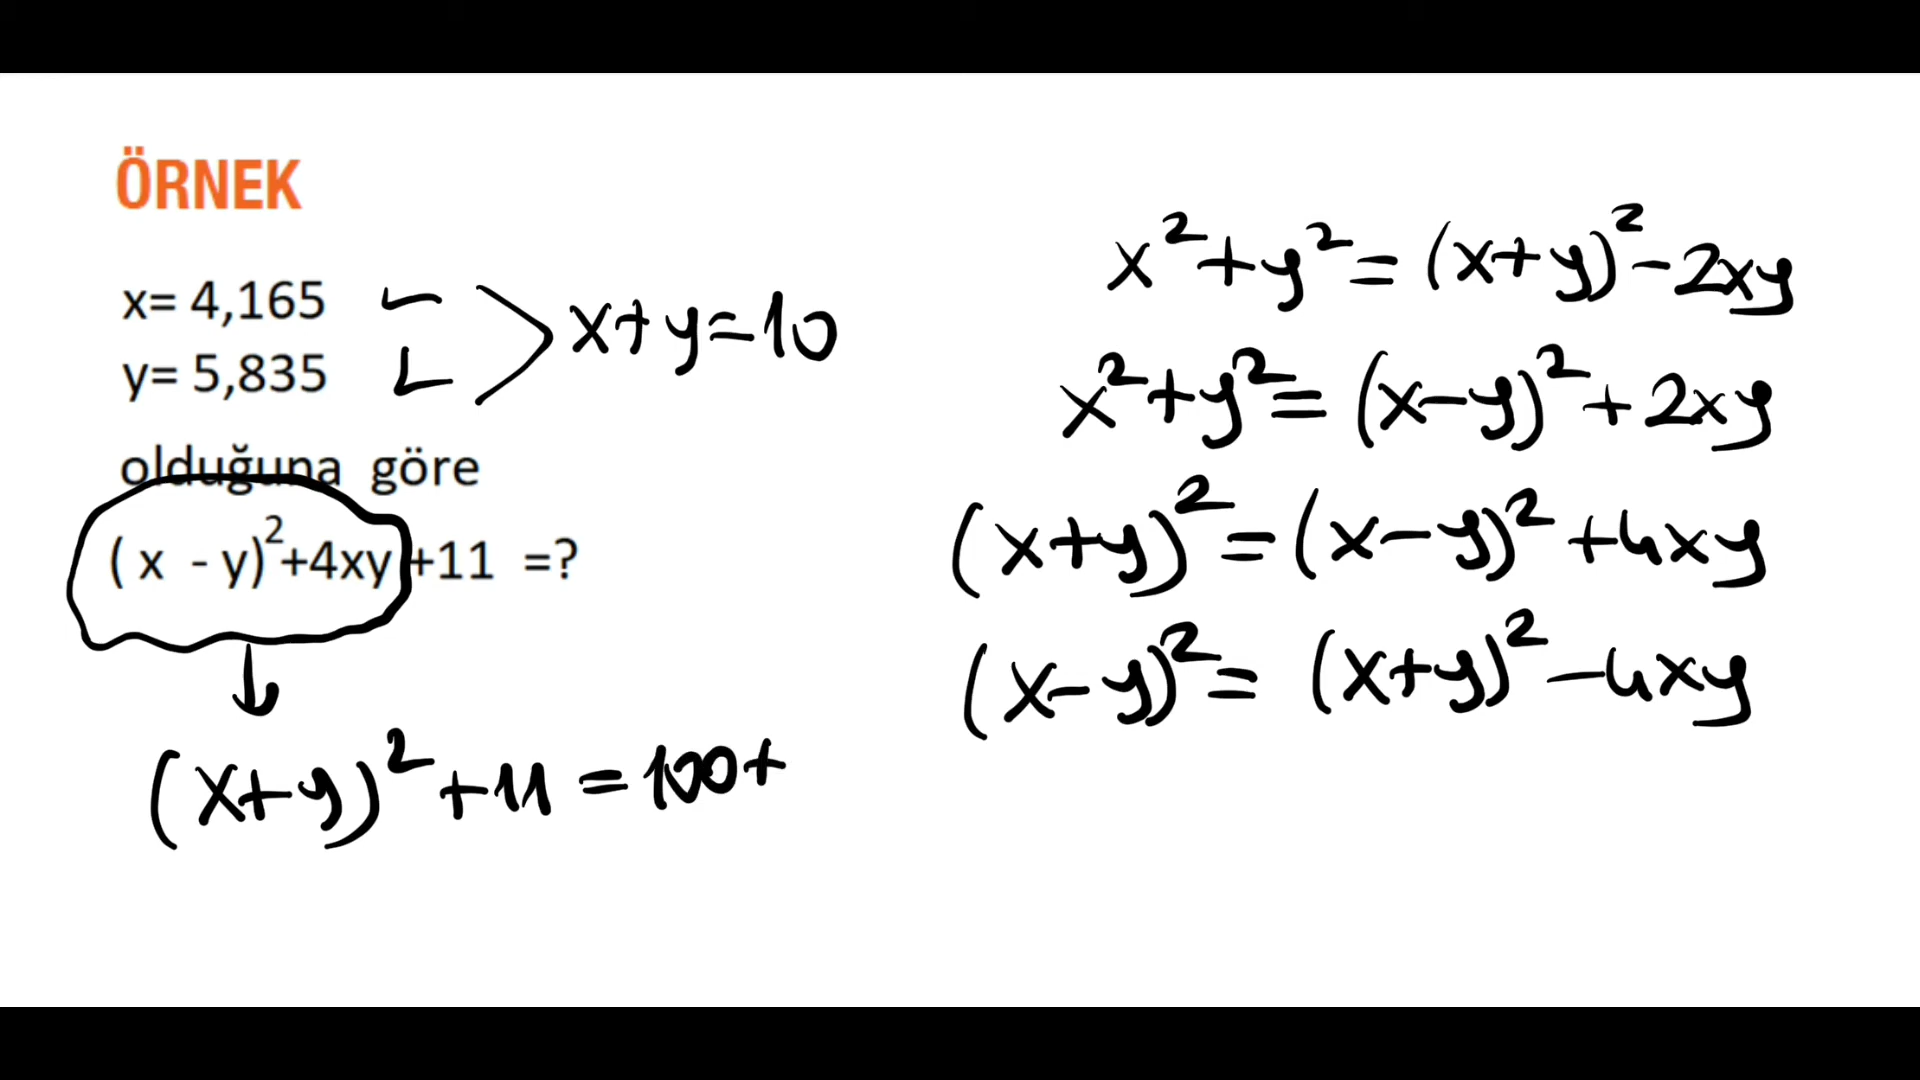 ÖRNEK
x= 4,165
y= 5,835
x+y=10
olduğuna göre
( x - y)²+4xy+11 =?
(x+y)²+11=100+
x²+y²=(x+y)²-2xy
x²+y²=(x-y)²+2xy
(x+y)²=(x-y)²+4xy
(x-y)²=(x+y)²-4xy